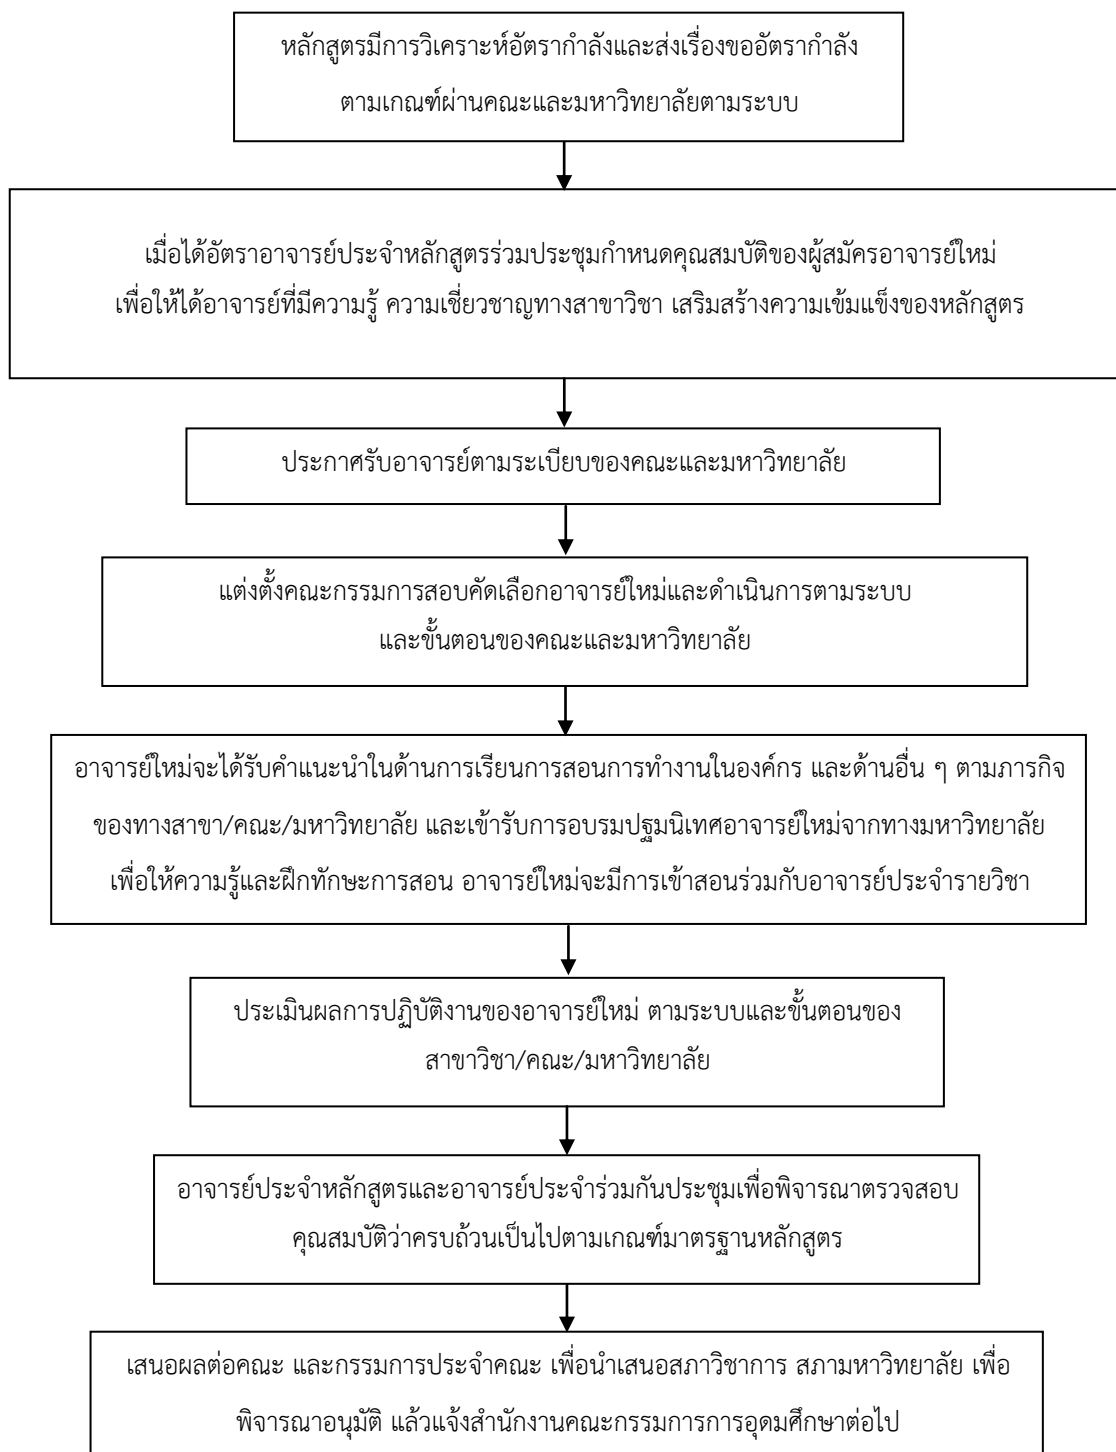 หลักสูตรมีการวิเคราะห์อัตรากำลังและส่งเรื่องขออัตรากำลัง
ตามเกณฑ์ผ่านคณะและมหาวิทยาลัยตามระบบ
เมื่อได้อัตราอาจารย์ประจำหลักสูตรร่วมประชุมกำหนดคุณสมบัติของผู้สมัครอาจารย์ใหม่
เพื่อให้ได้อาจารย์ที่มีความรู้ ความเชี่ยวชาญทางสาขาวิชา เสริมสร้างความเข้มแข็งของหลักสูตร
ประกาศรับอาจารย์ตามระเบียบของคณะและมหาวิทยาลัย
แต่งตั้งคณะกรรมการสอบคัดเลือกอาจารย์ใหม่และดำเนินการตามระบบ
และขั้นตอนของคณะและมหาวิทยาลัย
อาจารย์ใหม่จะได้รับคำแนะนำในด้านการเรียนการสอนการทำงานในองค์กร และด้านอื่น ๆ ตามภารกิจ
ของทางสาขา/คณะ/มหาวิทยาลัย และเข้ารับการอบรมปฐมนิเทศอาจารย์ใหม่จากทางมหาวิทยาลัย
เพื่อให้ความรู้และฝึกทักษะการสอน อาจารย์ใหม่จะมีการเข้าสอนร่วมกับอาจารย์ประจำรายวิชา
ประเมินผลการปฏิบัติงานของอาจารย์ใหม่ ตามระบบและขั้นตอนของ
สาขาวิชา/คณะ/มหาวิทยาลัย
อาจารย์ประจำหลักสูตรและอาจารย์ประจำร่วมกันประชุมเพื่อพิจารณาตรวจสอบ
คุณสมบัติว่าครบถ้วนเป็นไปตามเกณฑ์มาตรฐานหลักสูตร
เสนอผลต่อคณะ และกรรมการประจำคณะ เพื่อนำเสนอสภาวิชาการ สภามหาวิทยาลัย เพื่อ
พิจารณาอนุมัติ แล้วแจ้งสำนักงานคณะกรรมการการอุดมศึกษาต่อไป